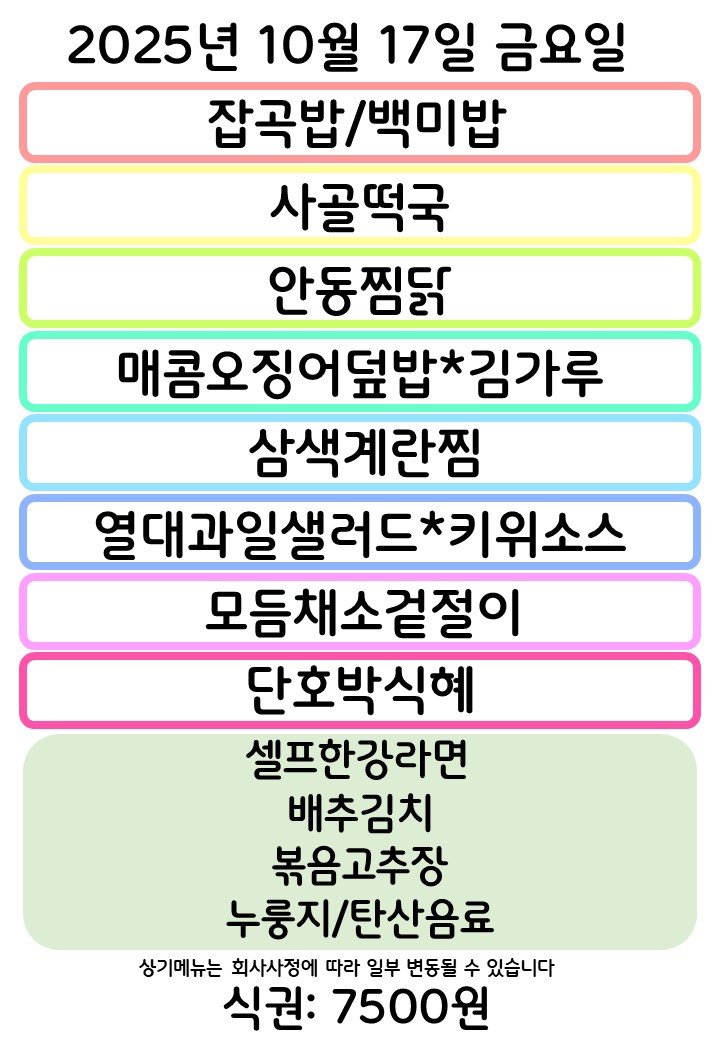 2025년 10월 17일 금요일
잡곡밥/백미밥
사골떡국
안동찜닭
매콤오징어덮밥*김가루
삼색계란찜
열대과일샐러드*키위소스
모듬채소겉절이
단호박식혜
셀프한강라면
배추김치
볶음고추장
누룽지/탄산음료
상기메뉴는 회사사정에 따라 일부 변동될 수 있습니다
식권: 7500원